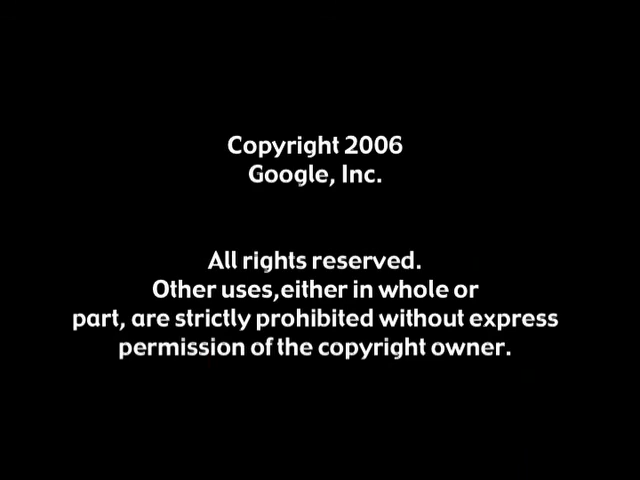 Copyright 2006
Google, Inc.
All rights reserved.
Other uses,either in whole or
part, are strictly prohibited without express
permission of the copyright owner.